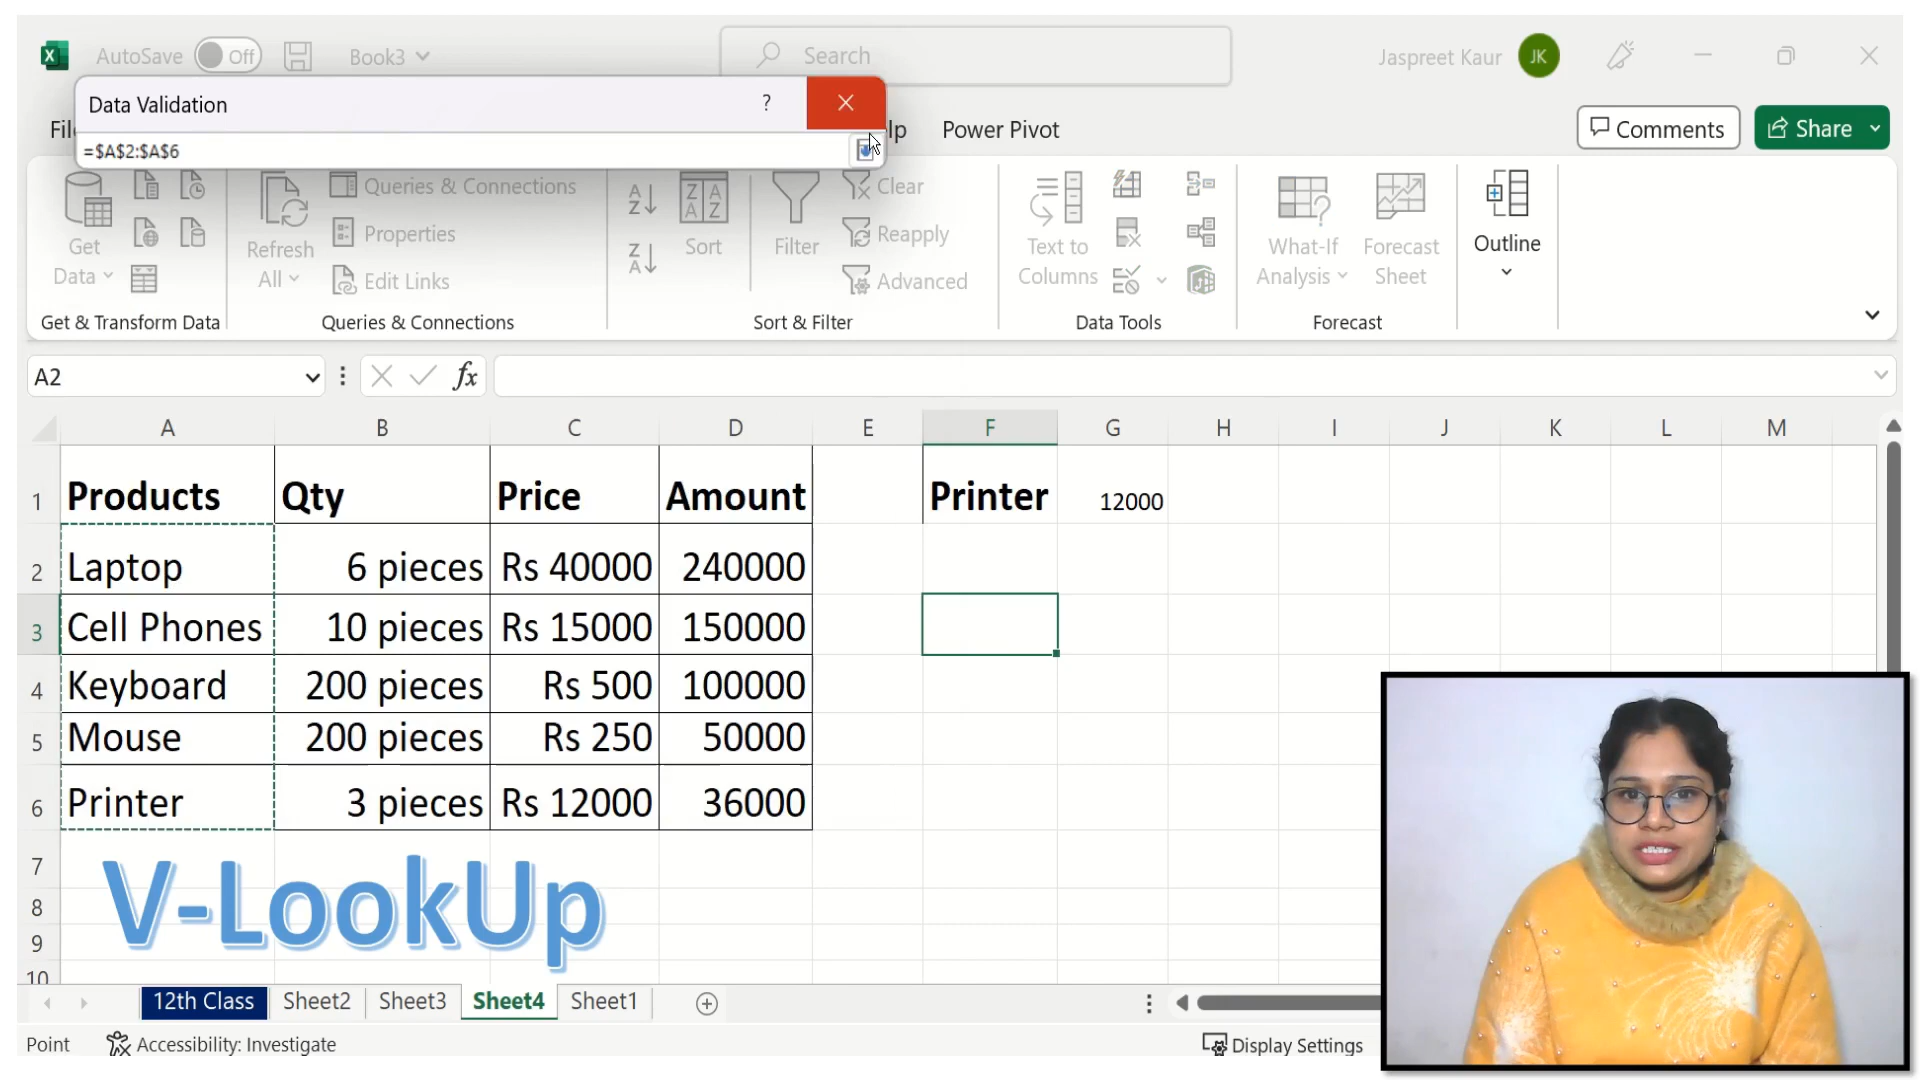 AutoSave Off Book3 Search Jaspreet Kaur JK
Data Validation ?
=$A$2:$A$6
Fil lp Power Pivot Comments Share
Get Data Refresh All Queries & Connections Properties Edit Links
A Z Z A Sort Filter Clear Reapply Advanced
Text to Columns What-If Analysis Forecast Sheet Outline
Get & Transform Data Queries & Connections Sort & Filter Data Tools Forecast
A2 fx
A B C D E F G H I J K L M
1 Products Qty Price Amount Printer 12000
2 Laptop 6 pieces Rs 40000 240000
3 Cell Phones 10 pieces Rs 15000 150000
4 Keyboard 200 pieces Rs 500 100000
5 Mouse 200 pieces Rs 250 50000
6 Printer 3 pieces Rs 12000 36000
7
8
9
10
V-LookUp
12th Class Sheet2 Sheet3 Sheet4 Sheet1
Point Accessibility: Investigate Display Settings